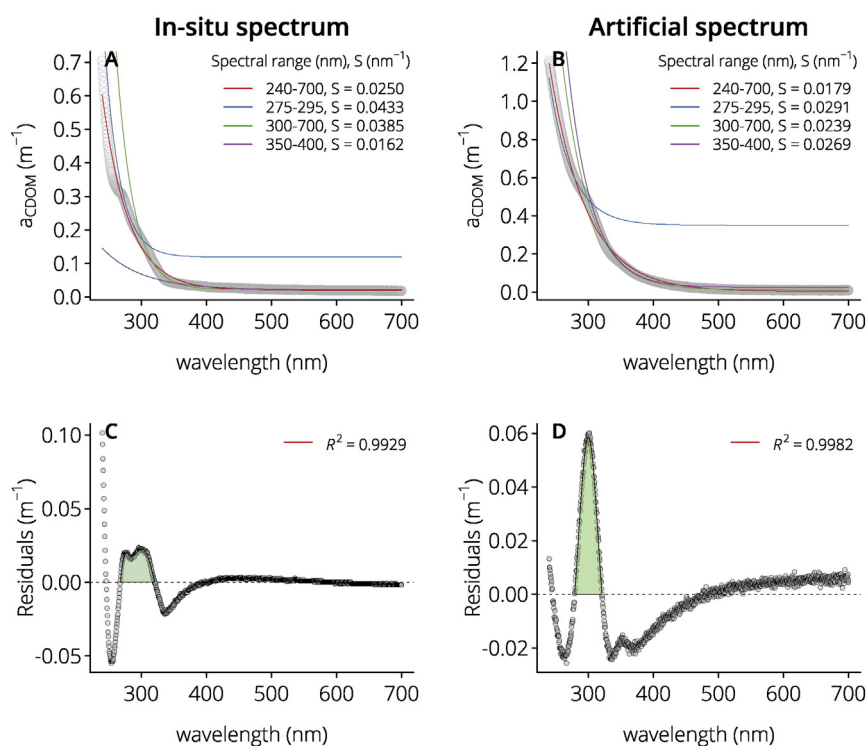 In-situ spectrum
Artificial spectrum
A
Spectral range (nm), S (nm⁻¹)
240-700, S = 0.0250
275-295, S = 0.0433
300-700, S = 0.0385
350-400, S = 0.0162
0.7
0.6
0.5
0.4
0.3
0.2
0.1
0.0
aCDOM (m⁻¹)
300 400 500 600 700
wavelength (nm)
B
Spectral range (nm), S (nm⁻¹)
240-700, S = 0.0179
275-295, S = 0.0291
300-700, S = 0.0239
350-400, S = 0.0269
1.2
1.0
0.8
0.6
0.4
0.2
0.0
aCDOM (m⁻¹)
300 400 500 600 700
wavelength (nm)
C
R² = 0.9929
0.10
0.05
0.00
-0.05
Residuals (m⁻¹)
300 400 500 600 700
wavelength (nm)
D
R² = 0.9982
0.06
0.04
0.02
0.00
-0.02
Residuals (m⁻¹)
300 400 500 600 700
wavelength (nm)